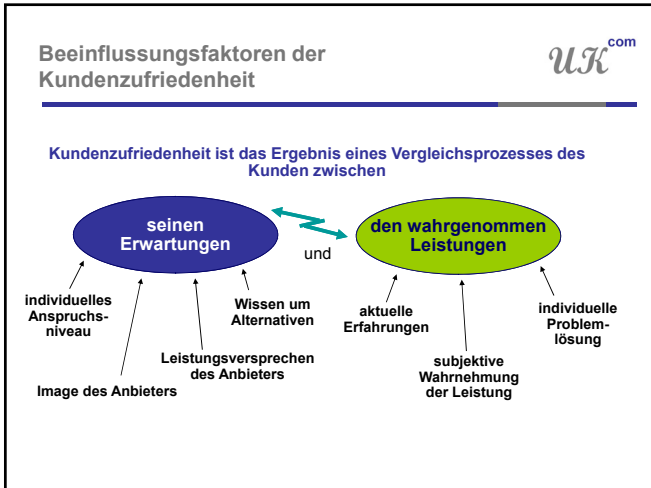 Beeinflussungsfaktoren der
Kundenzufriedenheit
UK com
Kundenzufriedenheit ist das Ergebnis eines Vergleichsprozesses des
Kunden zwischen
seinen
Erwartungen
und
den wahrgenommen
Leistungen
individuelles
Anspruchs-
niveau
Image des Anbieters
Leistungsversprechen
des Anbieters
Wissen um
Alternativen
aktuelle
Erfahrungen
subjektive
Wahrnehmung
der Leistung
individuelle
Problem-
lösung